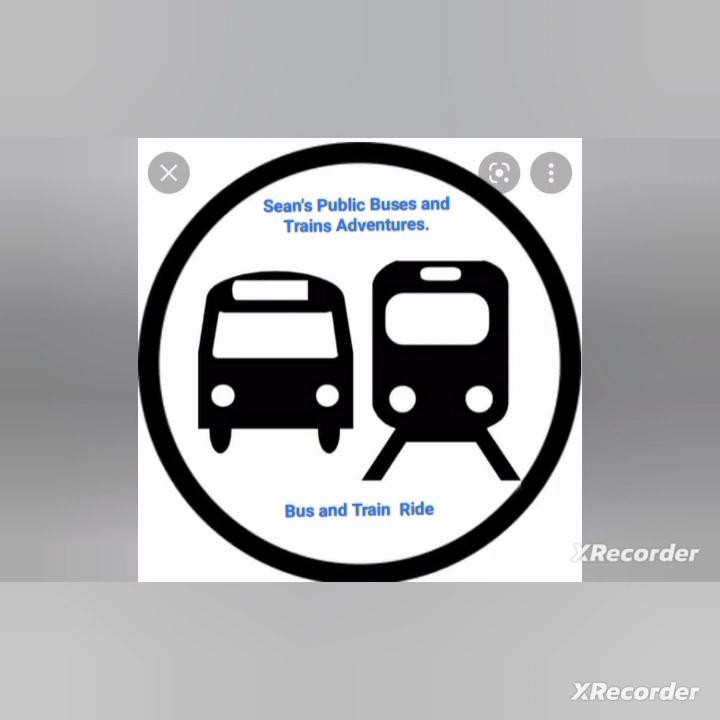 Sean's Public Buses and
Trains Adventures.
Bus and Train Ride
XRecorder
XRecorder